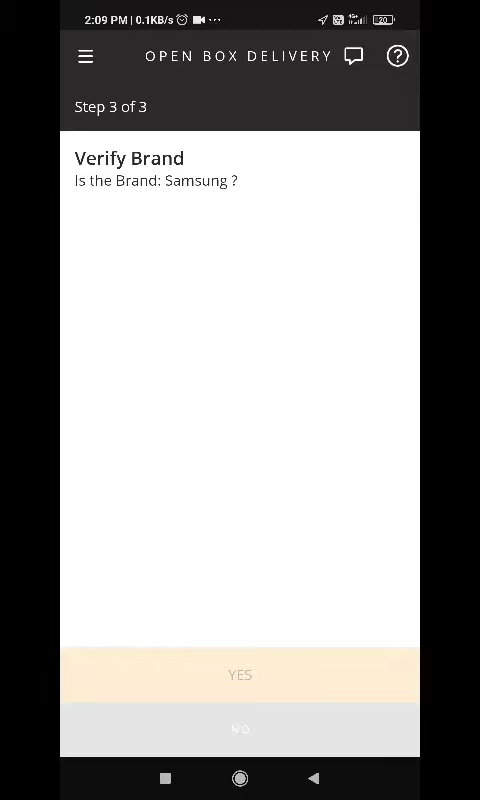 2:09 PM | 0.1KB/s
20
OPEN BOX DELIVERY
Step 3 of 3
Verify Brand
Is the Brand: Samsung ?
YES
NO